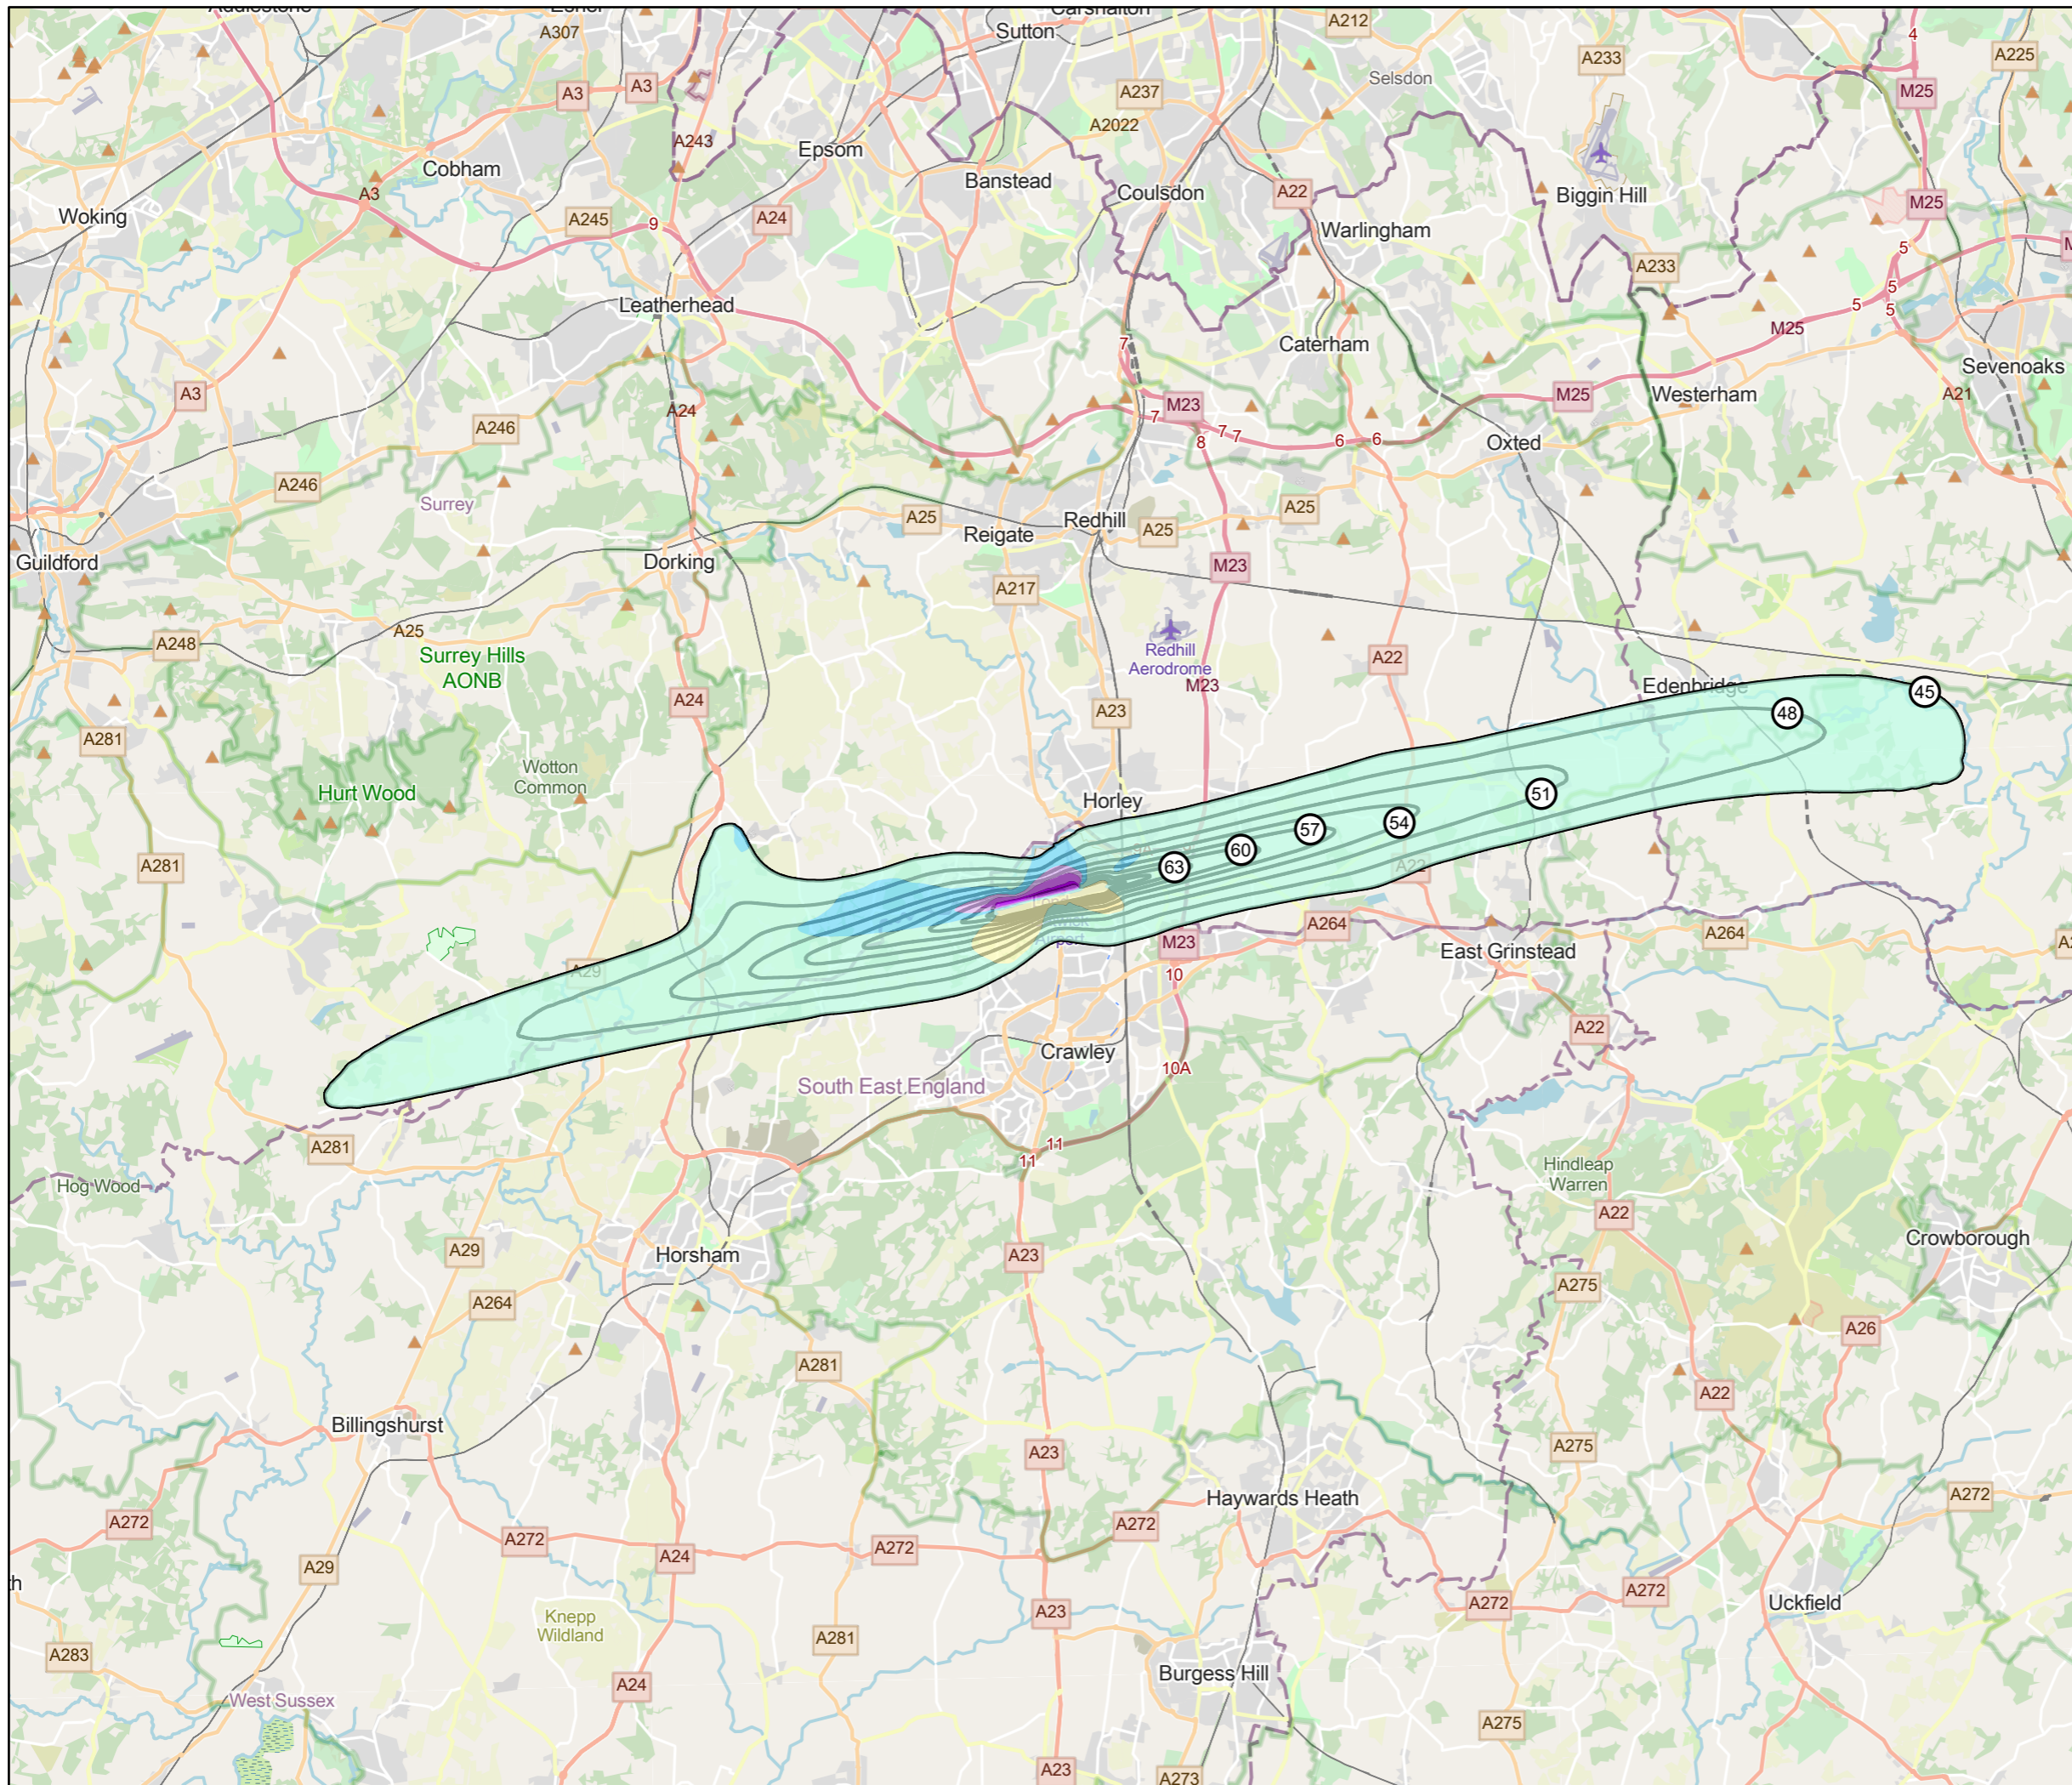 Sutton
A307
A212
A233
4
A225
M25
A3
A3
A237
Selsdon
A243
A2022
Cobham
Epsom
Banstead
Coulsdon
A22
Biggin Hill
M25
A3
Woking
A245
9
A24
Warlingham
5
A233
5
5
5
M25
Leatherhead
7
Caterham
Sevenoaks
A3
A24
M23
7
M25
Westerham
A21
A246
7
7
8
6
6
Oxted
A246
Surrey
A25
Reigate
Redhill
A25
A25
Guildford
Dorking
M23
A217
A25
A248
Surrey Hills
AONB
Redhill
Aerodrome
A22
M23
Edenbridge
45
A24
A23
48
A281
Wotton
Common
Hurt Wood
Horley
51
54
57
60
63
A281
A22
A264
M23
A264
East Grinstead
A29
10
A22
Crawley
10A
South East England
A281
11
11
Hog Wood
Hindleap
Warren
A22
A29
Horsham
A23
Crowborough
A264
A275
A26
A281
A22
Billingshurst
A23
A275
Haywards Heath
A272
A272
A272
A272
A272
A24
A29
A272
A272
Uckfield
Knepp
Wildland
A23
A281
A283
Burgess Hill
A24
West Sussex
A275
A23
A273